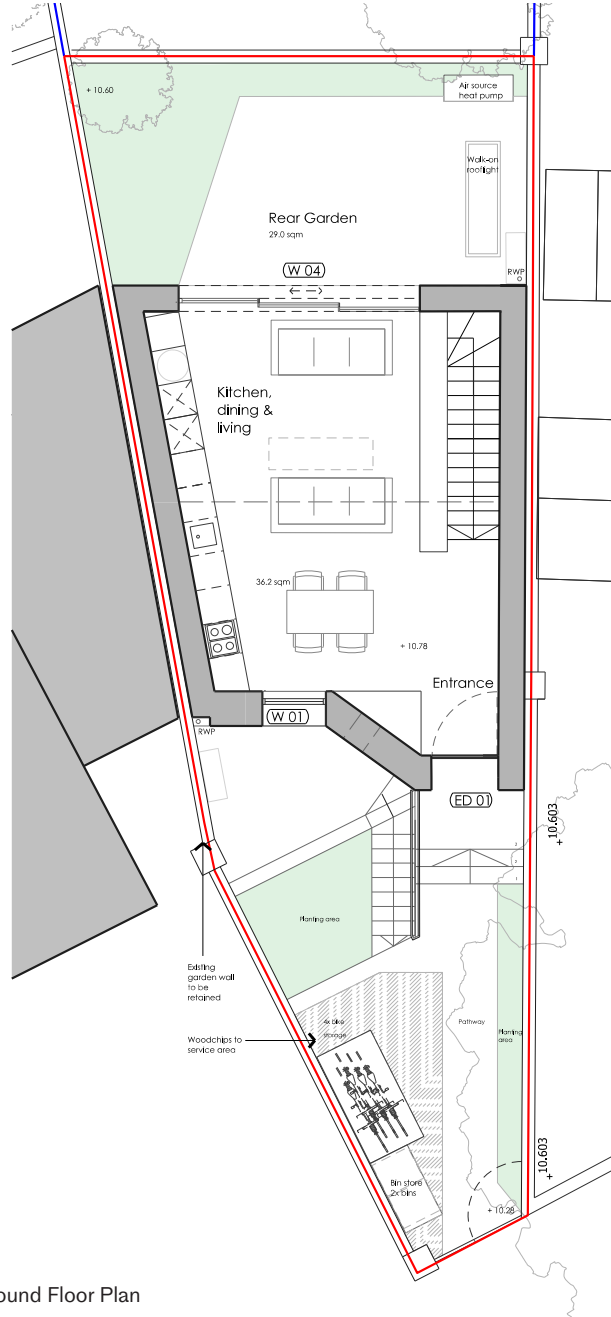 + 10.60
Air source
heat pump
Walk-on
rooflight
Rear Garden
29.0 sqm
RWP
W 04
Kitchen,
dining &
living
36.2 sqm
+ 10.78
Entrance
W 01
RWP
ED 01
+10.603
3
2
1
Planting area
Existing
garden wall
to be
retained
4x bike
storage
Pathway
Planting
area
Woodchips to
service area
+10.603
Bin store
2x bins
+ 10.28
ound Floor Plan